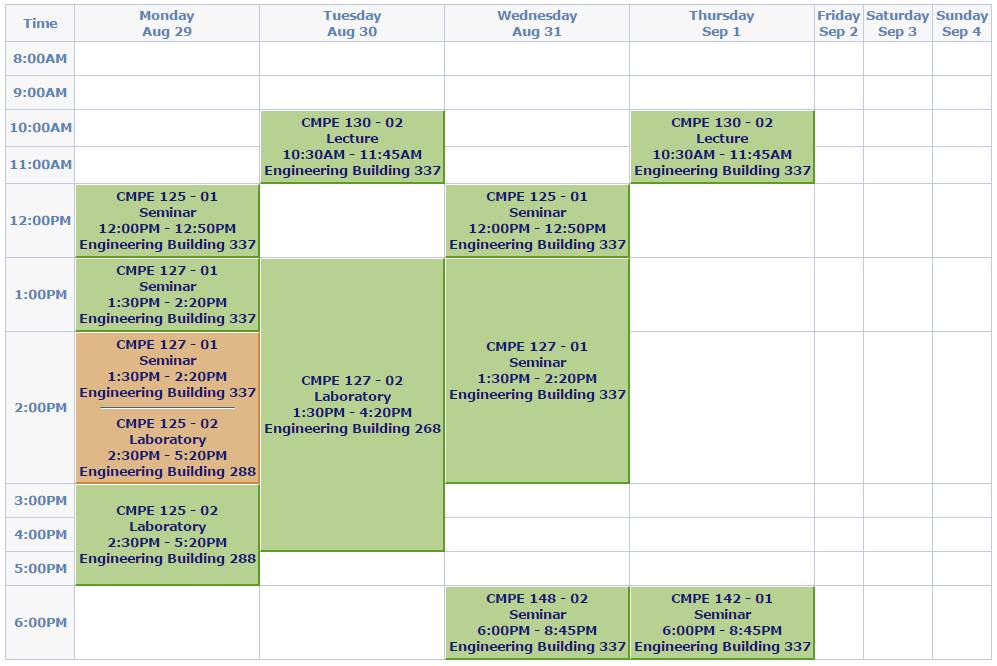 Time
Monday
Aug 29
Tuesday
Aug 30
Wednesday
Aug 31
Thursday
Sep 1
Friday
Sep 2
Saturday
Sep 3
Sunday
Sep 4
8:00AM
9:00AM
10:00AM
CMPE 130 - 02
Lecture
10:30AM - 11:45AM
Engineering Building 337
CMPE 130 - 02
Lecture
10:30AM - 11:45AM
Engineering Building 337
11:00AM
12:00PM
CMPE 125 - 01
Seminar
12:00PM - 12:50PM
Engineering Building 337
CMPE 125 - 01
Seminar
12:00PM - 12:50PM
Engineering Building 337
1:00PM
CMPE 127 - 01
Seminar
1:30PM - 2:20PM
Engineering Building 337
CMPE 127 - 02
Laboratory
1:30PM - 4:20PM
Engineering Building 268
CMPE 127 - 01
Seminar
1:30PM - 2:20PM
Engineering Building 337
2:00PM
CMPE 127 - 01
Seminar
1:30PM - 2:20PM
Engineering Building 337
CMPE 125 - 02
Laboratory
2:30PM - 5:20PM
Engineering Building 288
3:00PM
CMPE 125 - 02
Laboratory
2:30PM - 5:20PM
Engineering Building 288
4:00PM
5:00PM
6:00PM
CMPE 148 - 02
Seminar
6:00PM - 8:45PM
Engineering Building 337
CMPE 142 - 01
Seminar
6:00PM - 8:45PM
Engineering Building 337